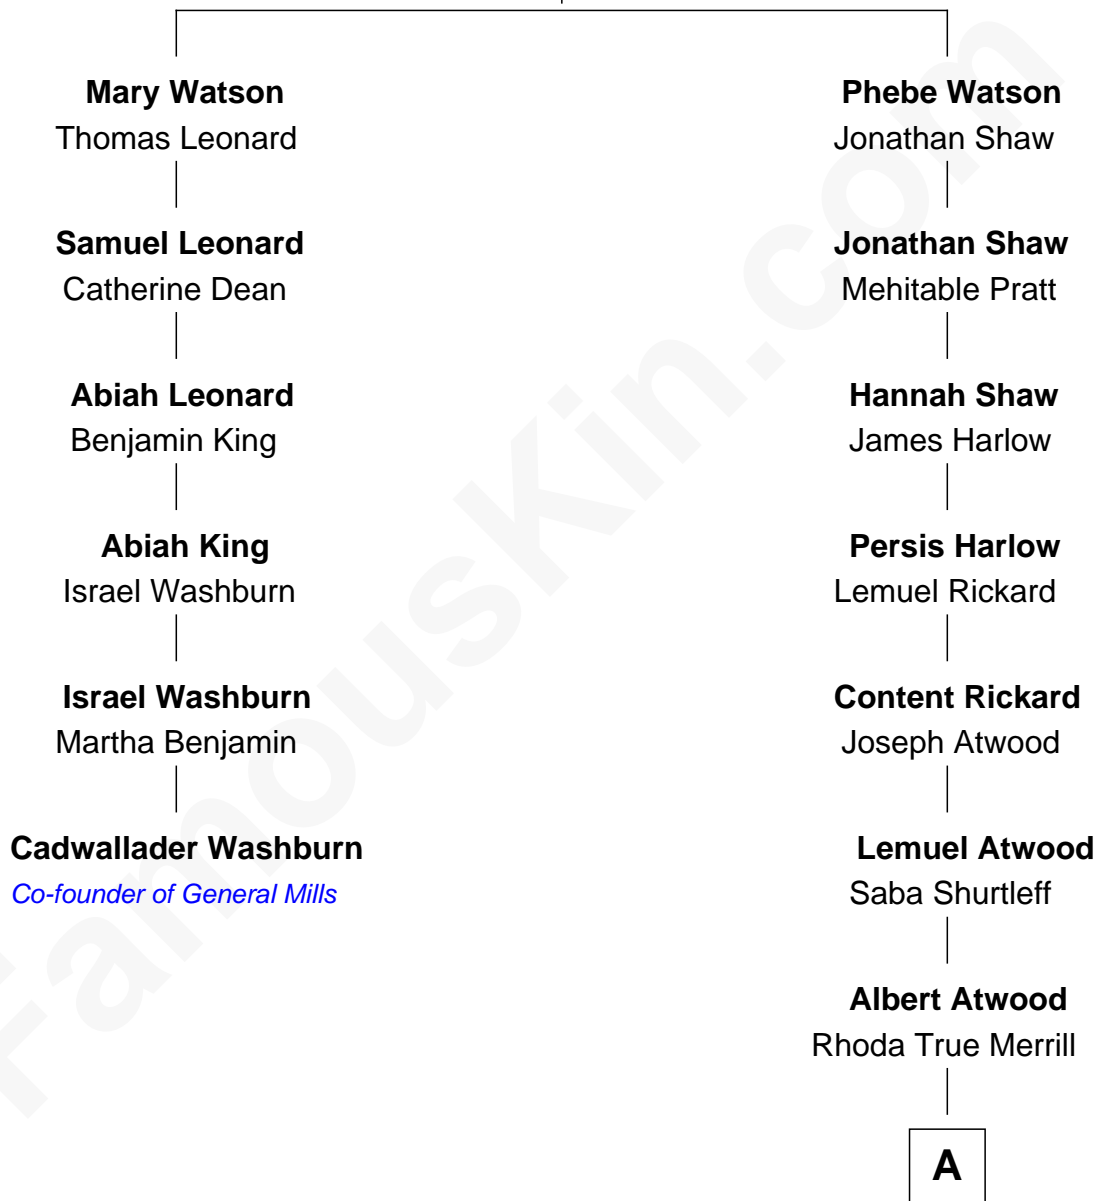 Mary Watson
Thomas Leonard
Samuel Leonard
Catherine Dean
Abiah Leonard
Benjamin King
Abiah King
Israel Washburn
Israel Washburn
Martha Benjamin
Cadwallader Washburn
Co-founder of General Mills
Phebe Watson
Jonathan Shaw
Jonathan Shaw
Mehitable Pratt
Hannah Shaw
James Harlow
Persis Harlow
Lemuel Rickard
Content Rickard
Joseph Atwood
Lemuel Atwood
Saba Shurtleff
Albert Atwood
Rhoda True Merrill
A
FamousKin.com